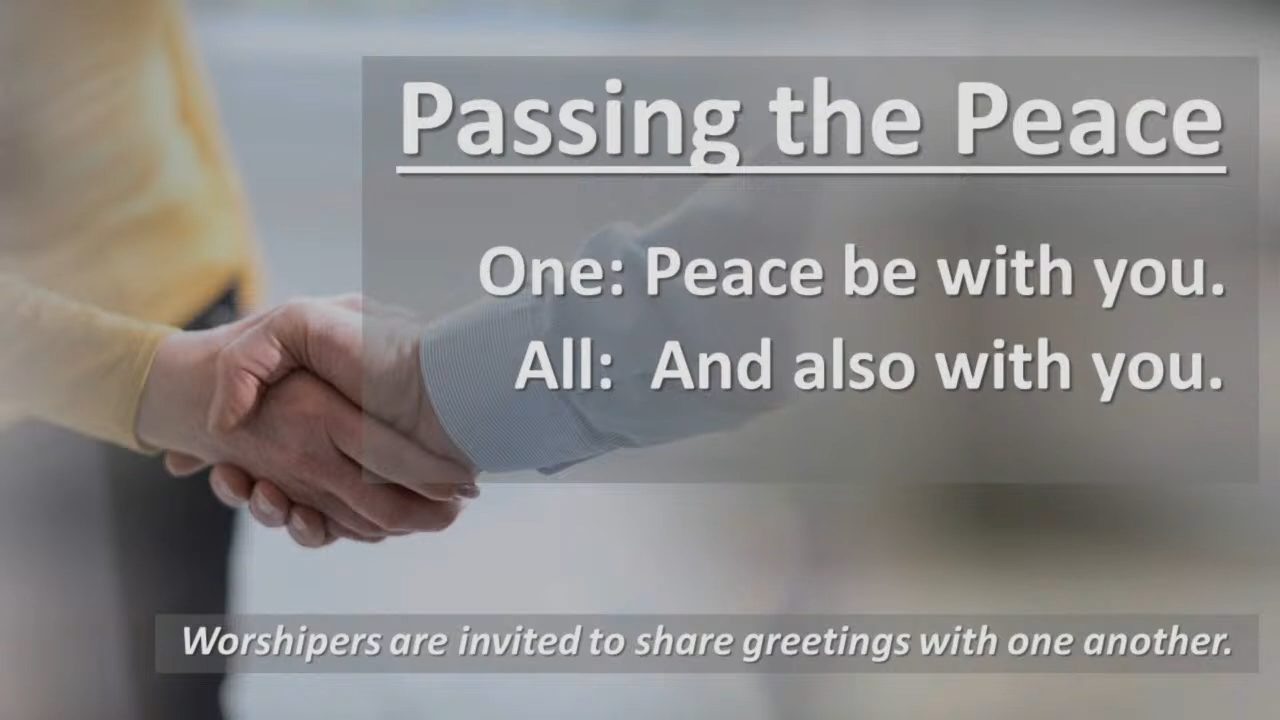 Passing the Peace
One: Peace be with you.
All: And also with you.
Worshipers are invited to share greetings with one another.